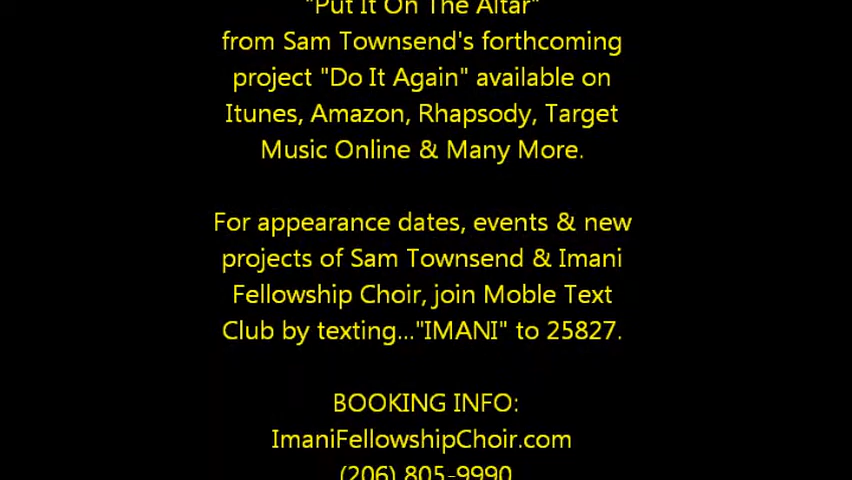 "Put It On The Altar"
from Sam Townsend's forthcoming
project "Do It Again" available on
Itunes, Amazon, Rhapsody, Target
Music Online & Many More.
For appearance dates, events & new
projects of Sam Townsend & Imani
Fellowship Choir, join Moble Text
Club by texting..."IMANI" to 25827.
BOOKING INFO:
ImaniFellowshipChoir.com
(206) 805-9990